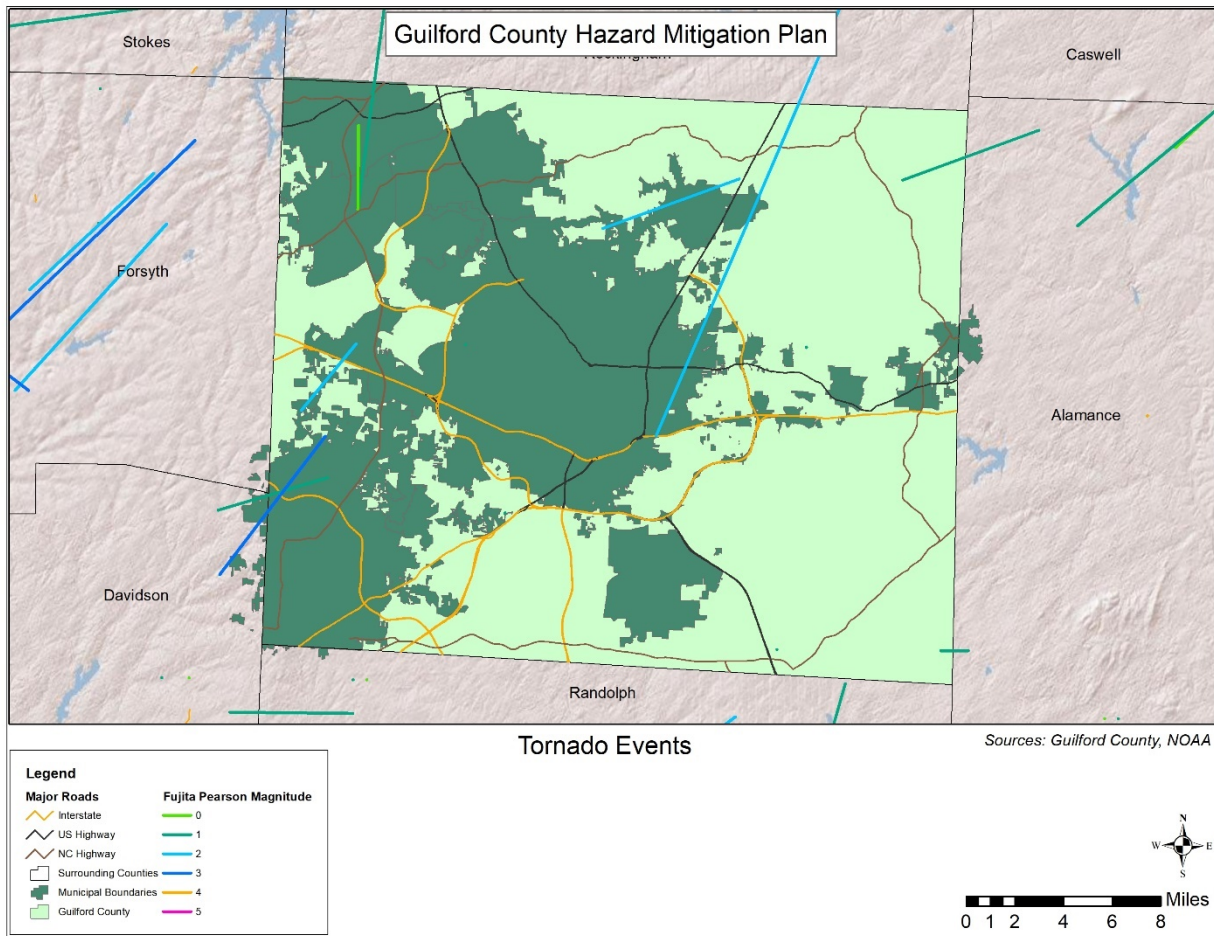 Guilford County Hazard Mitigation Plan
Stokes
Rockingham
Caswell
Forsyth
Alamance
Davidson
Randolph
Tornado Events
Sources: Guilford County, NOAA
Legend
Major Roads
Interstate
US Highway
NC Highway
Surrounding Counties
Municipal Boundaries
Guilford County
Fujita Pearson Magnitude
0
1
2
3
4
5
N
W E
S
Miles
0 1 2 4 6 8